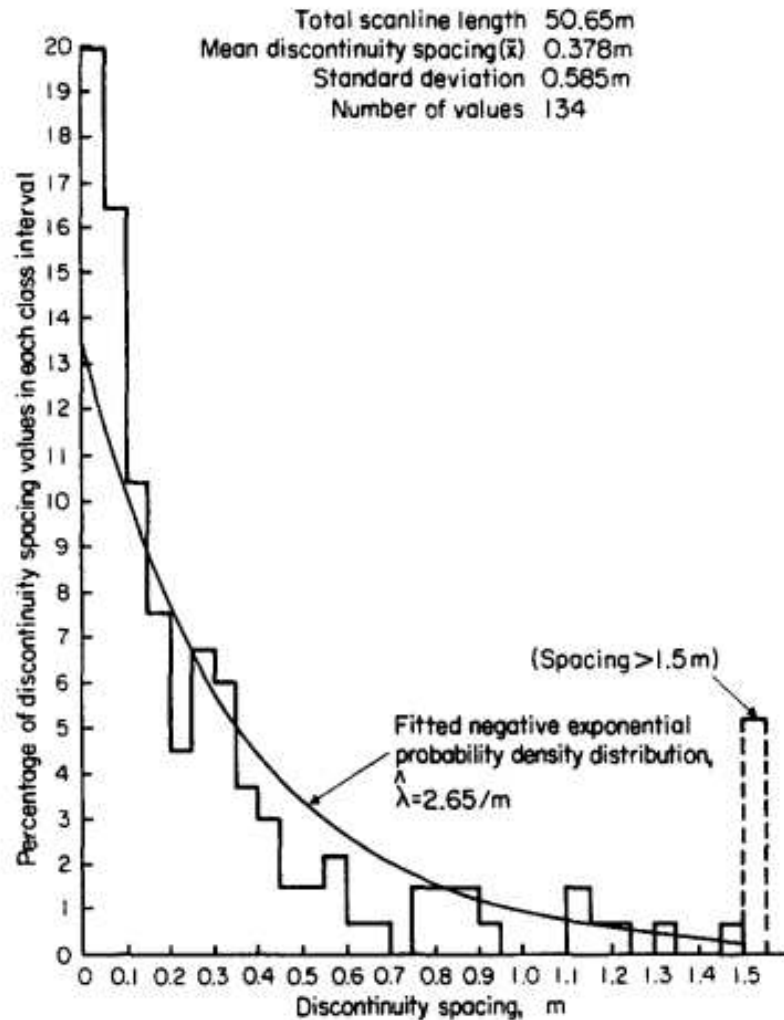 Total scanline length 50.65m
Mean discontinuity spacing(x̄) 0.378m
Standard deviation 0.585m
Number of values 134
Percentage of discontinuity spacing values in each class interval
20
19
18
17
16
15
14
13
12
11
10
9
8
7
6
5
4
3
2
1
0
(Spacing>1.5m)
Fitted negative exponential
probability density distribution,
λ̂=2.65/m
0 0.1 0.2 0.3 0.4 0.5 0.6 0.7 0.8 0.9 1.0 1.1 1.2 1.3 1.4 1.5
Discontinuity spacing, m